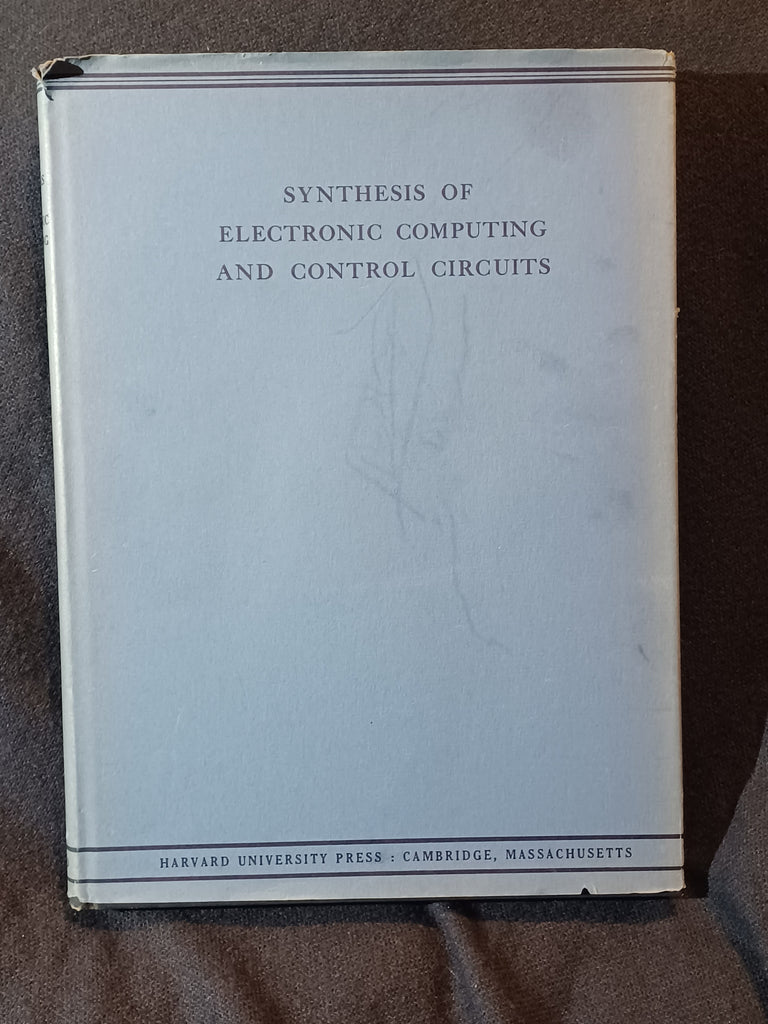 SYNTHESIS OF
ELECTRONIC COMPUTING
AND CONTROL CIRCUITS
HARVARD UNIVERSITY PRESS : CAMBRIDGE, MASSACHUSETTS